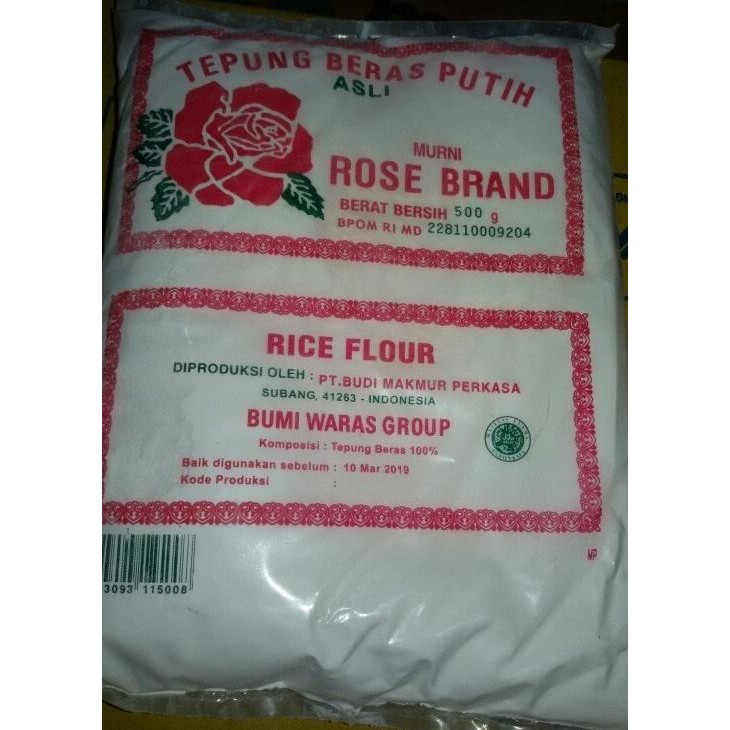 TEPUNG BERAS PUTIH
ASLI
MURNI
ROSE BRAND
BERAT BERSIH 500 g
BPOM RI MD 228110009204
RICE FLOUR
DIPRODUKSI OLEH : PT.BUDI MAKMUR PERKASA
SUBANG, 41263 - INDONESIA
BUMI WARAS GROUP
Komposisi : Tepung Beras 100%
Baik digunakan sebelum : 10 Mar 2019
Kode Produksi :
MP
3093 115008